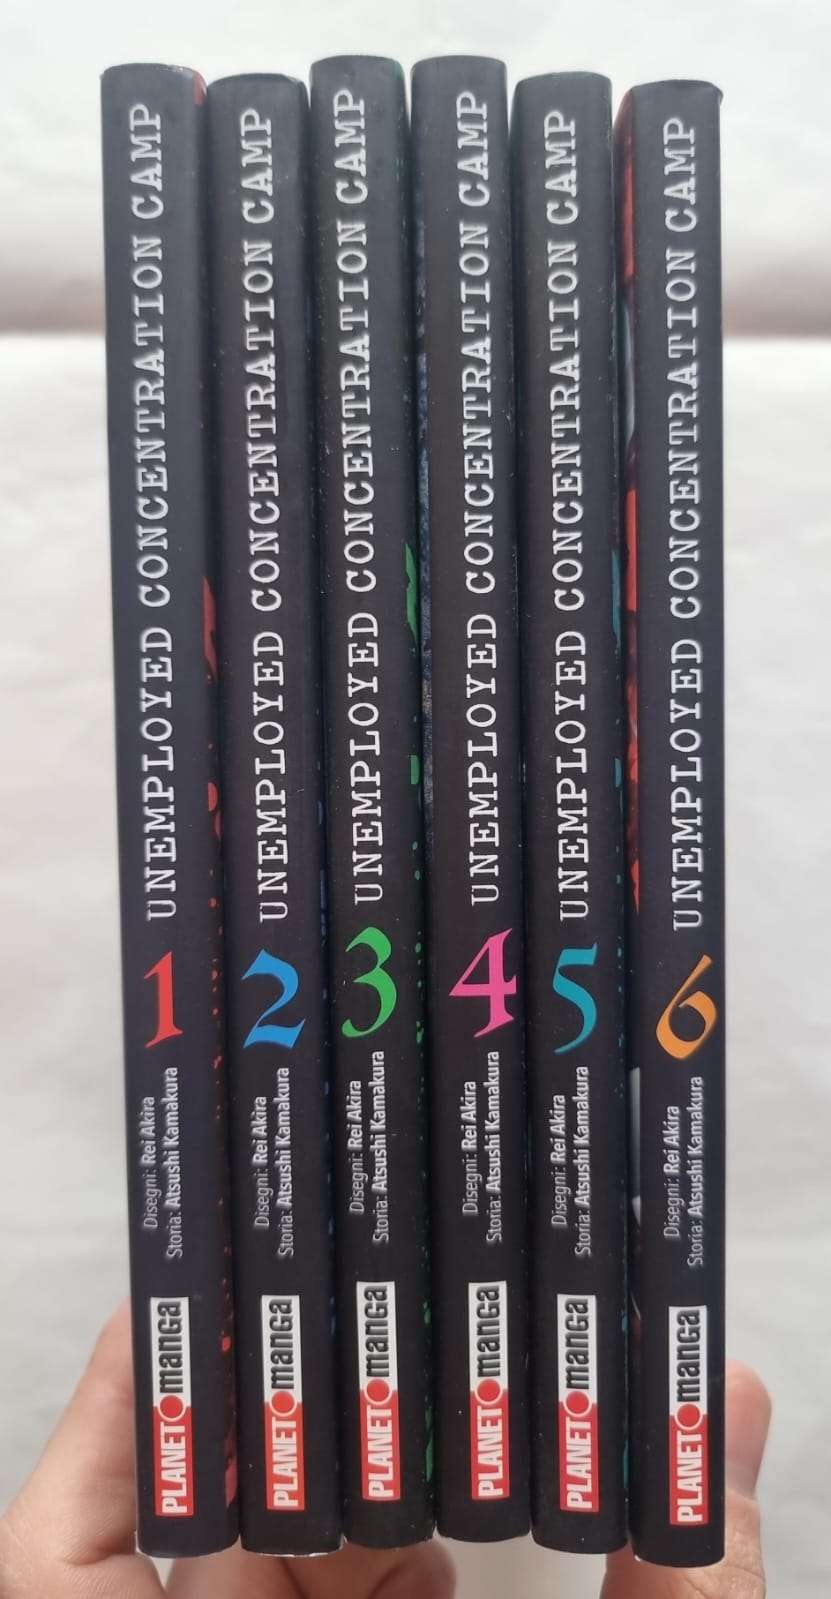 UNEMPLOYED CONCENTRATION CAMP
1
Disegni: Rei Akira
Storia: Atsushi Kamakura
PLANET manga
UNEMPLOYED CONCENTRATION CAMP
2
Disegni: Rei Akira
Storia: Atsushi Kamakura
PLANET manga
UNEMPLOYED CONCENTRATION CAMP
3
Disegni: Rei Akira
Storia: Atsushi Kamakura
PLANET manga
UNEMPLOYED CONCENTRATION CAMP
4
Disegni: Rei Akira
Storia: Atsushi Kamakura
PLANET manga
UNEMPLOYED CONCENTRATION CAMP
5
Disegni: Rei Akira
Storia: Atsushi Kamakura
PLANET manga
UNEMPLOYED CONCENTRATION CAMP
6
Disegni: Rei Akira
Storia: Atsushi Kamakura
PLANET manga